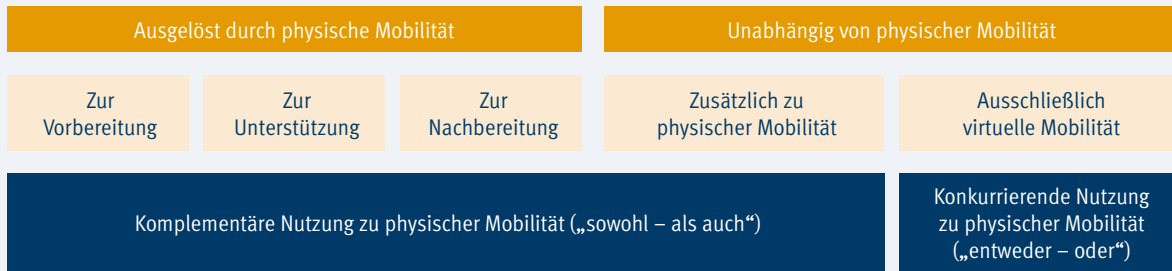 Ausgelöst durch physische Mobilität
Unabhängig von physischer Mobilität
Zur
Vorbereitung
Zur
Unterstützung
Zur
Nachbereitung
Zusätzlich zu
physischer Mobilität
Ausschließlich
virtuelle Mobilität
Komplementäre Nutzung zu physischer Mobilität („sowohl – als auch“)
Konkurrierende Nutzung
zu physischer Mobilität
(„entweder – oder“)